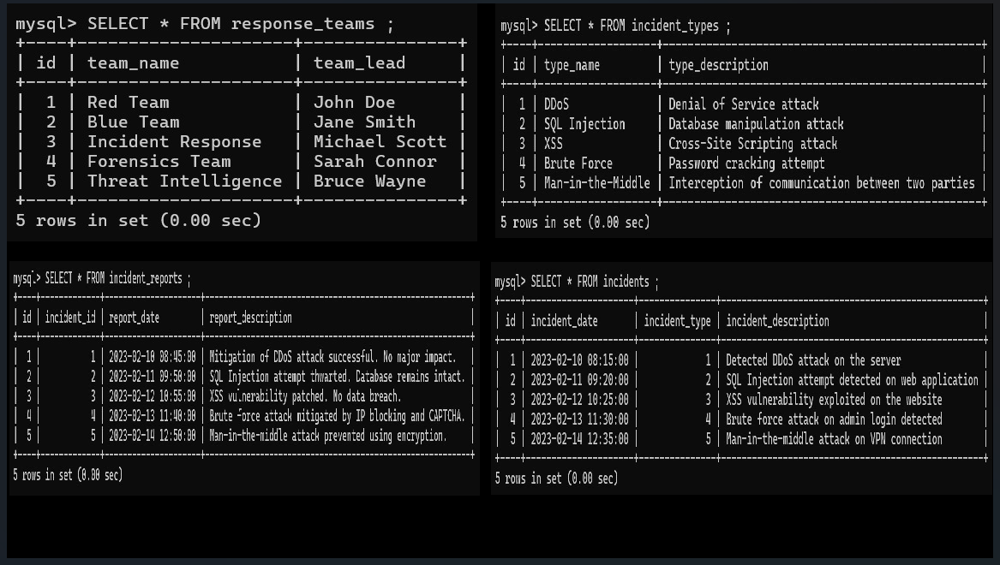 mysql> SELECT * FROM response_teams ;
+----+---------------------+----------------+
| id | team_name           | team_lead      |
+----+---------------------+----------------+
|  1 | Red Team            | John Doe       |
|  2 | Blue Team           | Jane Smith     |
|  3 | Incident Response   | Michael Scott  |
|  4 | Forensics Team      | Sarah Connor   |
|  5 | Threat Intelligence | Bruce Wayne    |
+----+---------------------+----------------+
5 rows in set (0.00 sec)
mysql> SELECT * FROM incident_types ;
+----+-------------------+---------------------------------------------------+
| id | type_name         | type_description                                  |
+----+-------------------+---------------------------------------------------+
|  1 | DDoS              | Denial of Service attack                          |
|  2 | SQL Injection     | Database manipulation attack                      |
|  3 | XSS               | Cross-Site Scripting attack                       |
|  4 | Brute Force       | Password cracking attempt                         |
|  5 | Man-in-the-Middle | Interception of communication between two parties |
+----+-------------------+---------------------------------------------------+
5 rows in set (0.00 sec)
mysql> SELECT * FROM incident_reports ;
+----+-------------+---------------------+----------------------------------------------------------+
| id | incident_id | report_date         | report_description                                       |
+----+-------------+---------------------+----------------------------------------------------------+
|  1 |           1 | 2023-02-10 08:45:00 | Mitigation of DDoS attack successful. No major impact.   |
|  2 |           2 | 2023-02-11 09:50:00 | SQL Injection attempt thwarted. Database remains intact. |
|  3 |           3 | 2023-02-12 10:55:00 | XSS vulnerability patched. No data breach.               |
|  4 |           4 | 2023-02-13 11:40:00 | Brute force attack mitigated by IP blocking and CAPTCHA. |
|  5 |           5 | 2023-02-14 12:50:00 | Man-in-the-middle attack prevented using encryption.     |
+----+-------------+---------------------+----------------------------------------------------------+
5 rows in set (0.00 sec)
mysql> SELECT * FROM incidents ;
+----+---------------------+---------------+---------------------------------------------------+
| id | incident_date       | incident_type | incident_description                              |
+----+---------------------+---------------+---------------------------------------------------+
|  1 | 2023-02-10 08:15:00 |             1 | Detected DDoS attack on the server                |
|  2 | 2023-02-11 09:20:00 |             2 | SQL Injection attempt detected on web application |
|  3 | 2023-02-12 10:25:00 |             3 | XSS vulnerability exploited on the website        |
|  4 | 2023-02-13 11:30:00 |             4 | Brute force attack on admin login detected        |
|  5 | 2023-02-14 12:35:00 |             5 | Man-in-the-middle attack on VPN connection        |
+----+---------------------+---------------+---------------------------------------------------+
5 rows in set (0.00 sec)